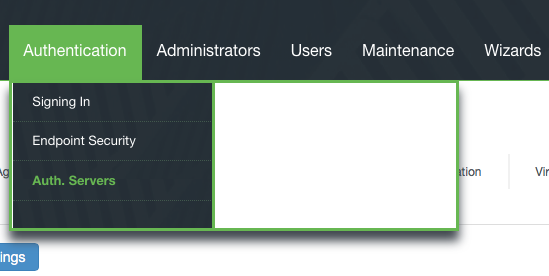 Authentication Administrators Users Maintenance Wizards
Signing In
Endpoint Security
Auth. Servers